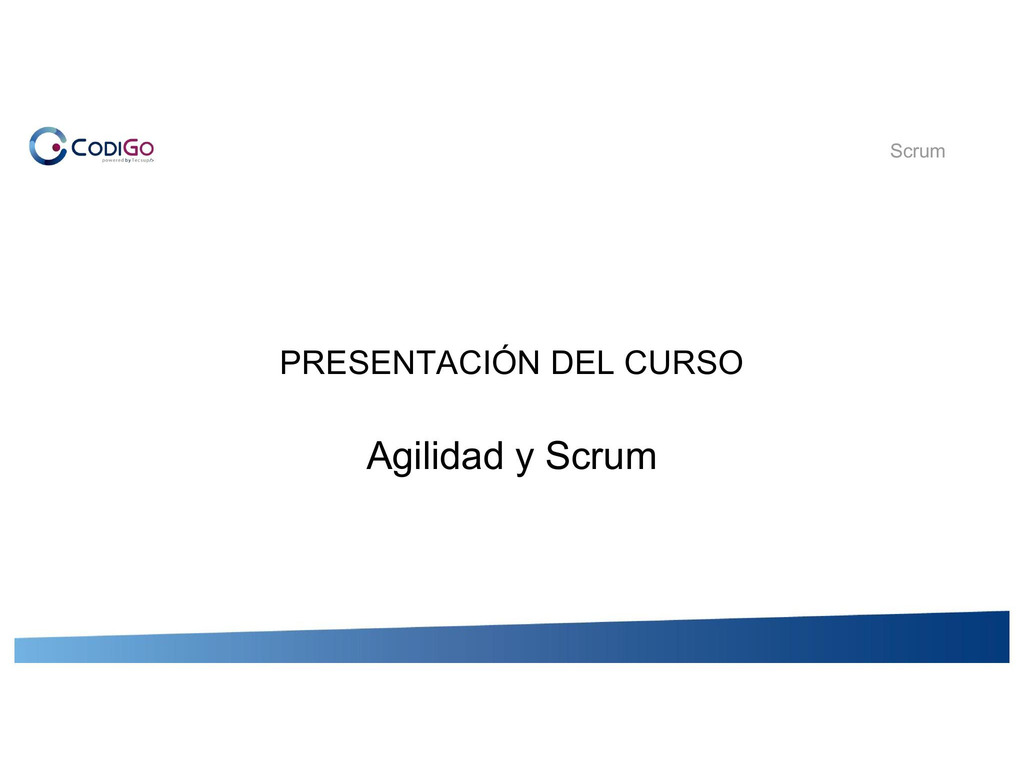 CODIGO
powered by Tecsup
Scrum
PRESENTACIÓN DEL CURSO
Agilidad y Scrum